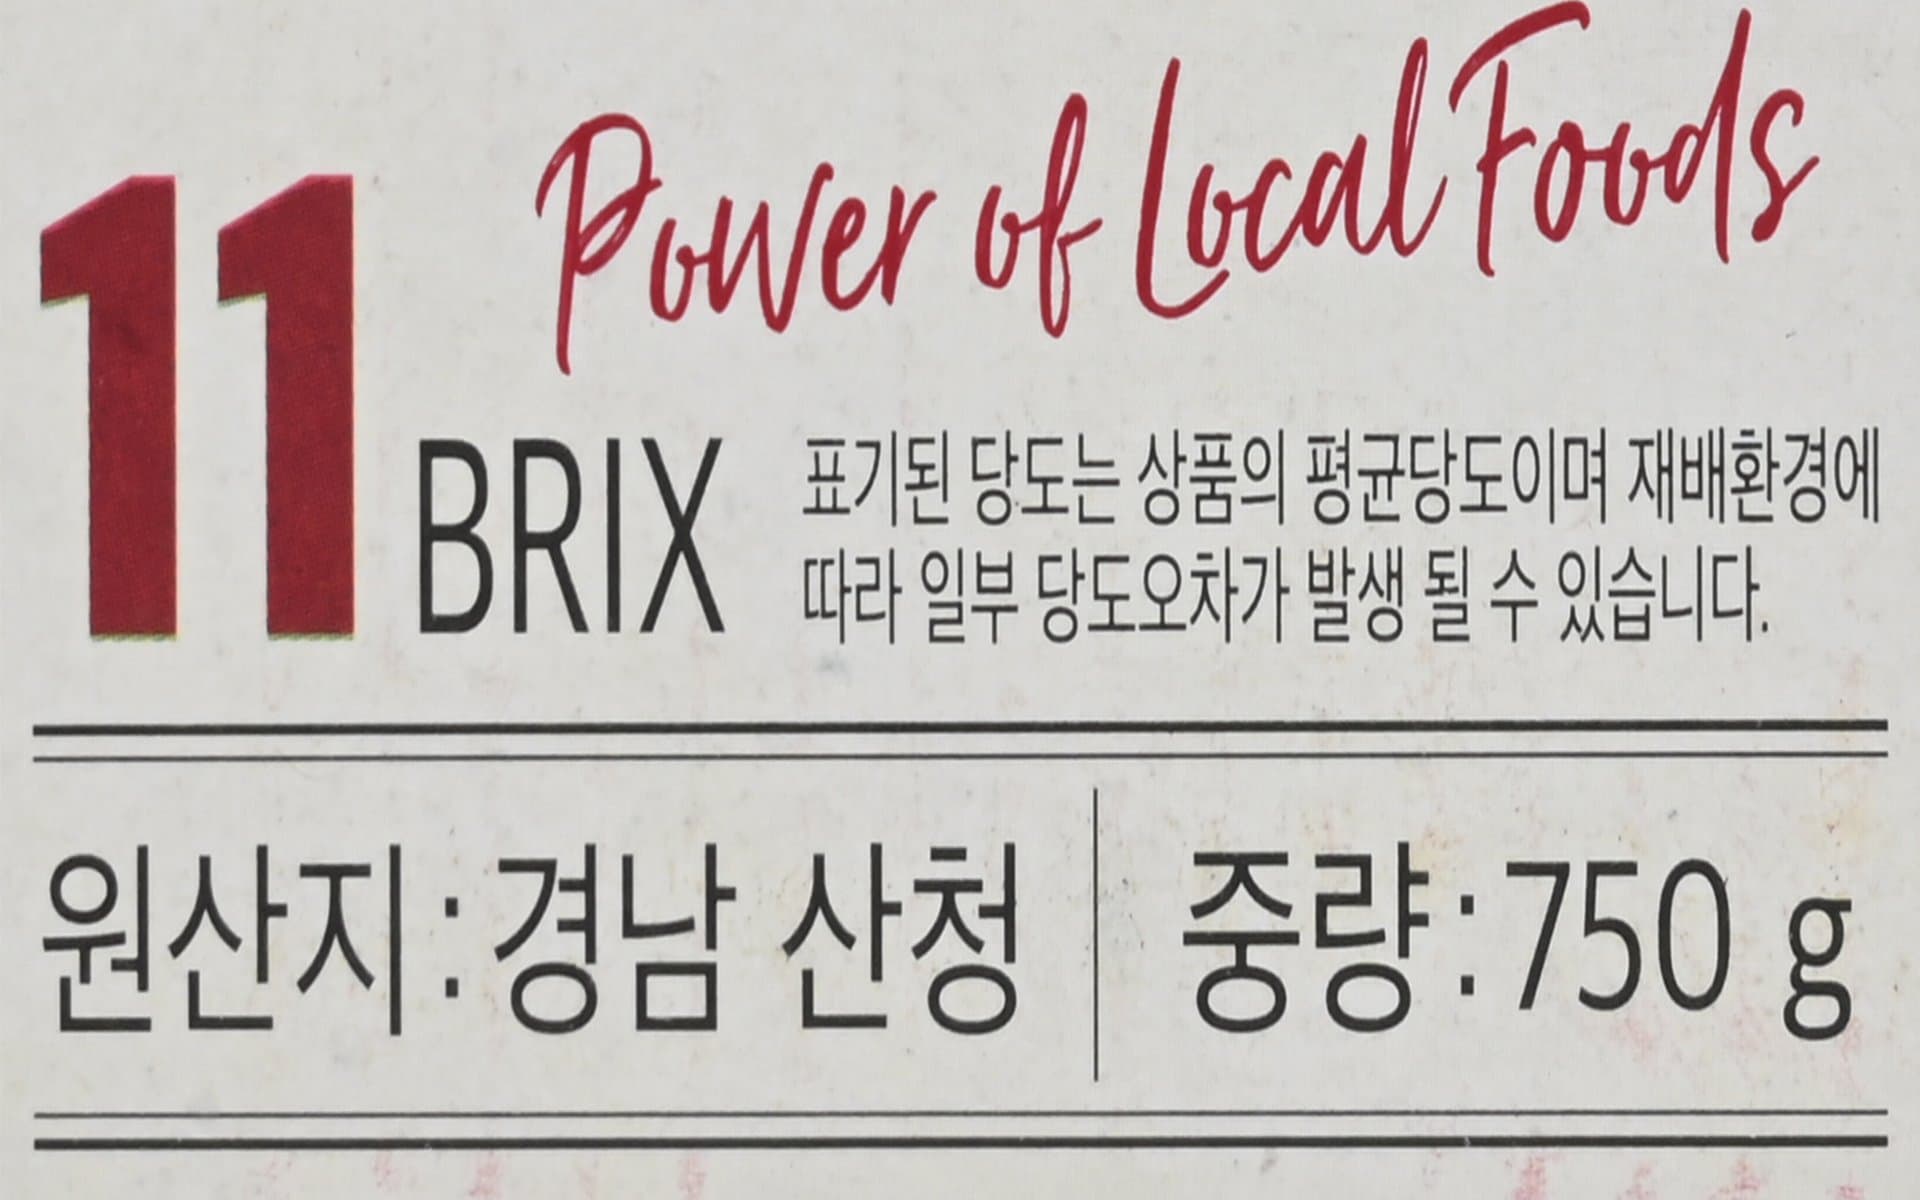 Power of Local Foods
11 BRIX
표기된 당도는 상품의 평균당도이며 재배환경에
따라 일부 당도오차가 발생 될 수 있습니다.
원산지 : 경남 산청
중량 : 750 g